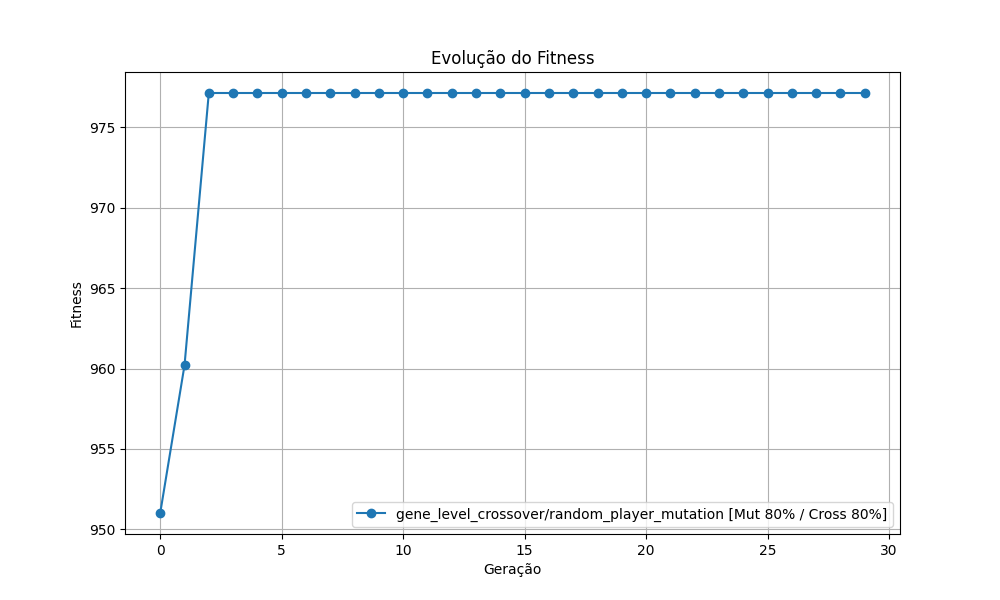 Evolução do Fitness
Fitness
975
970
965
960
955
950
gene_level_crossover/random_player_mutation [Mut 80% / Cross 80%]
0 5 10 15 20 25 30
Geração